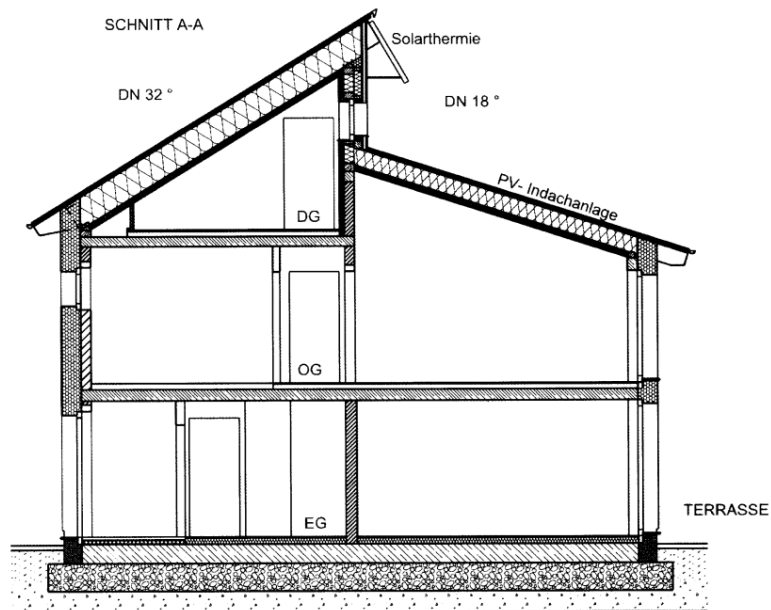 SCHNITT A-A
Solarthermie
DN 32 °
DN 18 °
PV- Indachanlage
DG
OG
EG
TERRASSE